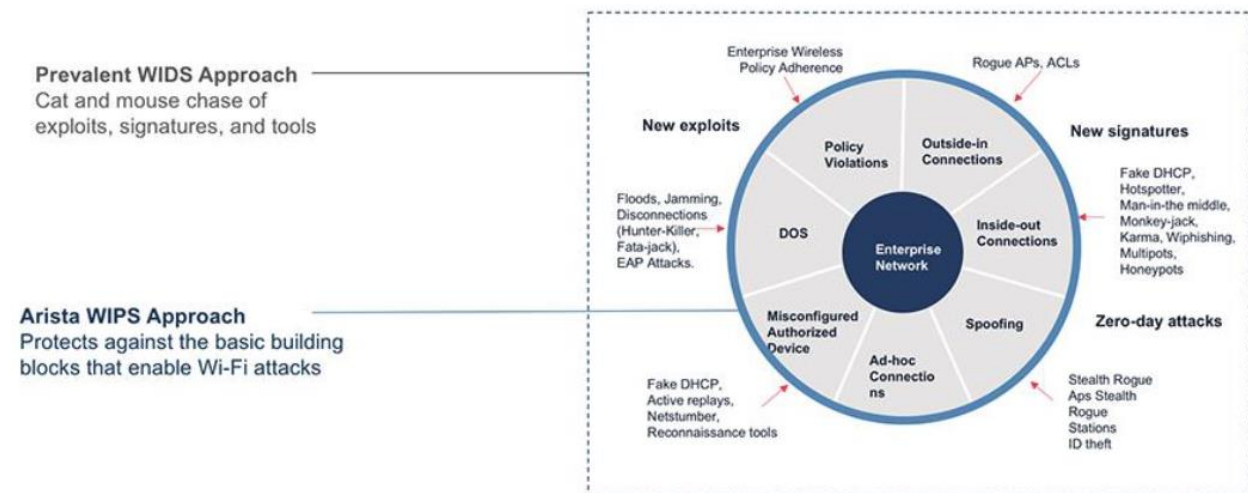 Prevalent WIDS Approach
Cat and mouse chase of
exploits, signatures, and tools
Arista WIPS Approach
Protects against the basic building
blocks that enable Wi-Fi attacks
Enterprise Wireless
Policy Adherence
Rogue APs, ACLs
New exploits
New signatures
Policy
Violations
Outside-in
Connections
Floods, Jamming,
Disconnections
(Hunter-Killer,
Fata-jack),
EAP Attacks.
DOS
Enterprise
Network
Inside-out
Connections
Fake DHCP,
Hotspotter,
Man-in-the middle,
Monkey-jack,
Karma, Wiphishing,
Multipots,
Honeypots
Misconfigured
Authorized
Device
Ad-hoc
Connectio
ns
Spoofing
Zero-day attacks
Fake DHCP,
Active replays,
Netstumber,
Reconnaissance tools
Stealth Rogue
Aps Stealth
Rogue
Stations
ID theft